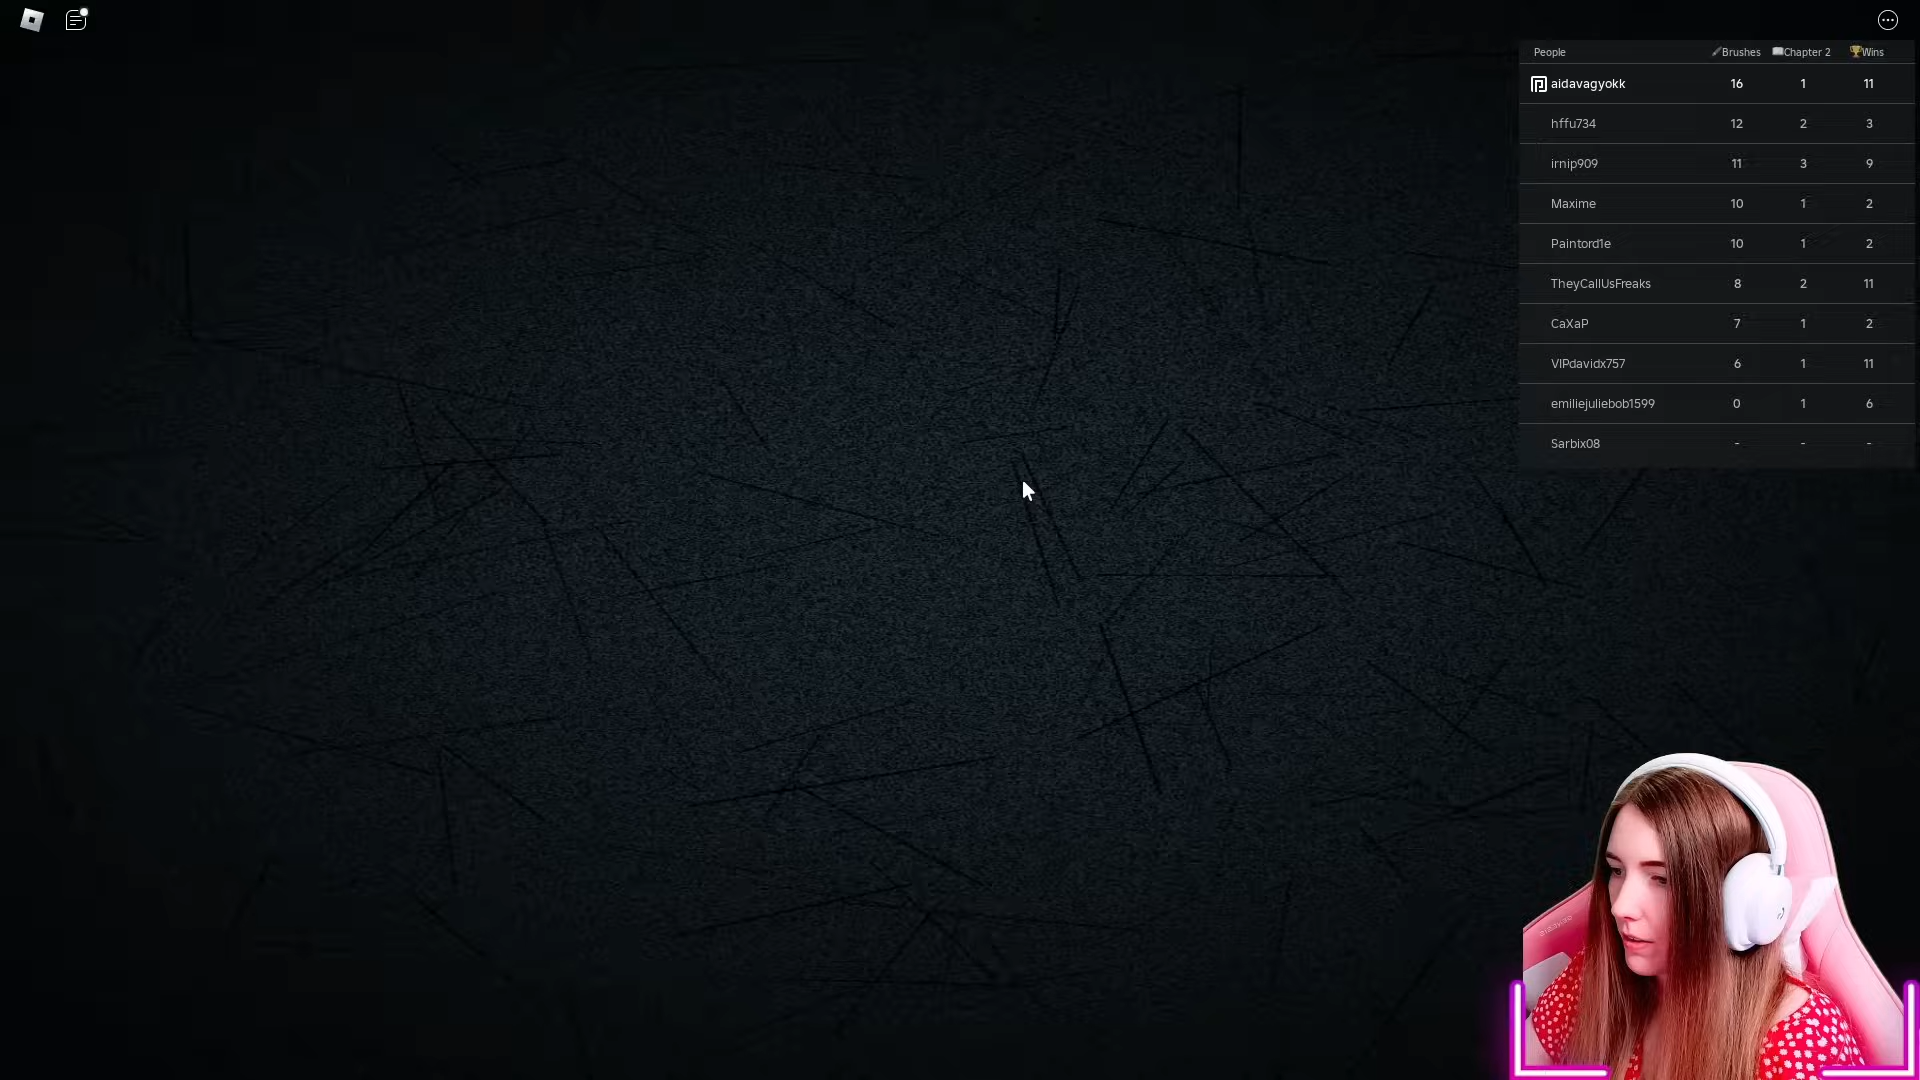 People 🖌Brushes 📖Chapter 2 🏆Wins
aidavagyokk 16 1 11
hffu734 12 2 3
irnip909 11 3 9
Maxime 10 1 2
Paintord1e 10 1 2
TheyCallUsFreaks 8 2 11
CaXaP 7 1 2
VIPdavidx757 6 1 11
emiliejuliebob1599 0 1 6
Sarbix08 - - -